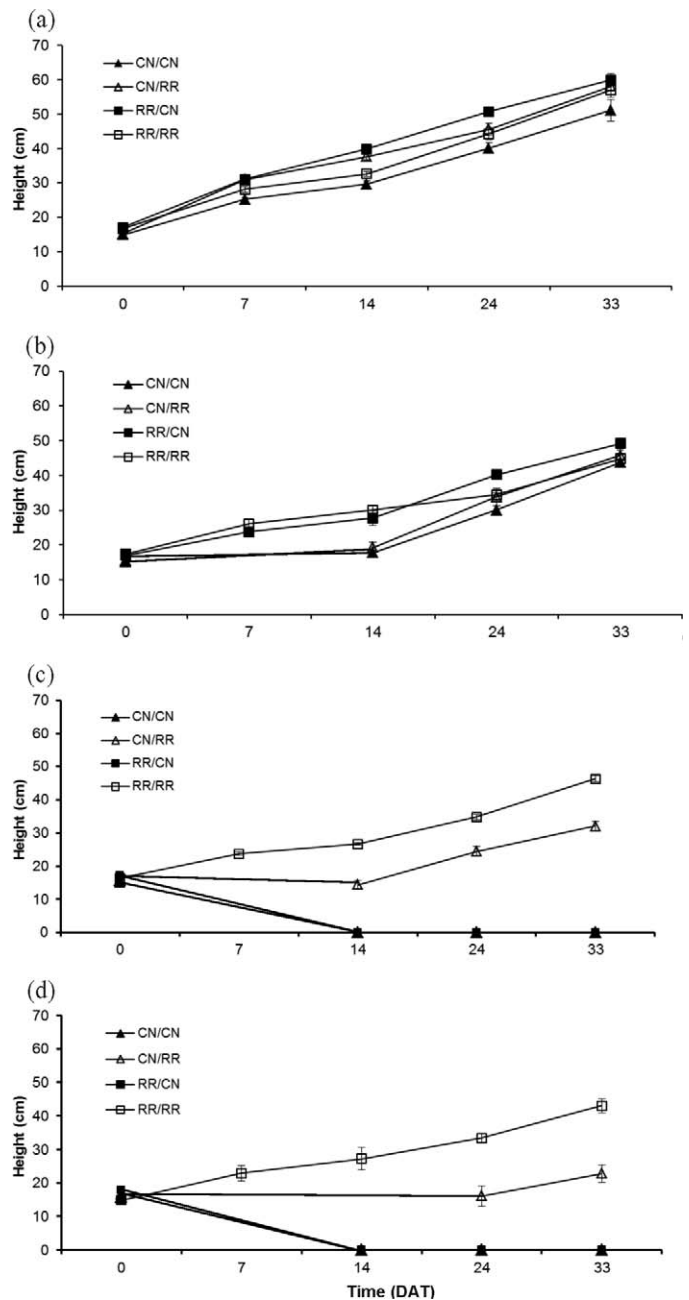 (a)
70
60
50
40
30
20
10
0
Height (cm)
CN/CN
CN/RR
RR/CN
RR/RR
0 7 14 24 33
(b)
70
60
50
40
30
20
10
0
Height (cm)
CN/CN
CN/RR
RR/CN
RR/RR
0 7 14 24 33
(c)
70
60
50
40
30
20
10
0
Height (cm)
CN/CN
CN/RR
RR/CN
RR/RR
0 7 14 24 33
(d)
70
60
50
40
30
20
10
0
Height (cm)
CN/CN
CN/RR
RR/CN
RR/RR
0 7 14 24 33
Time (DAT)